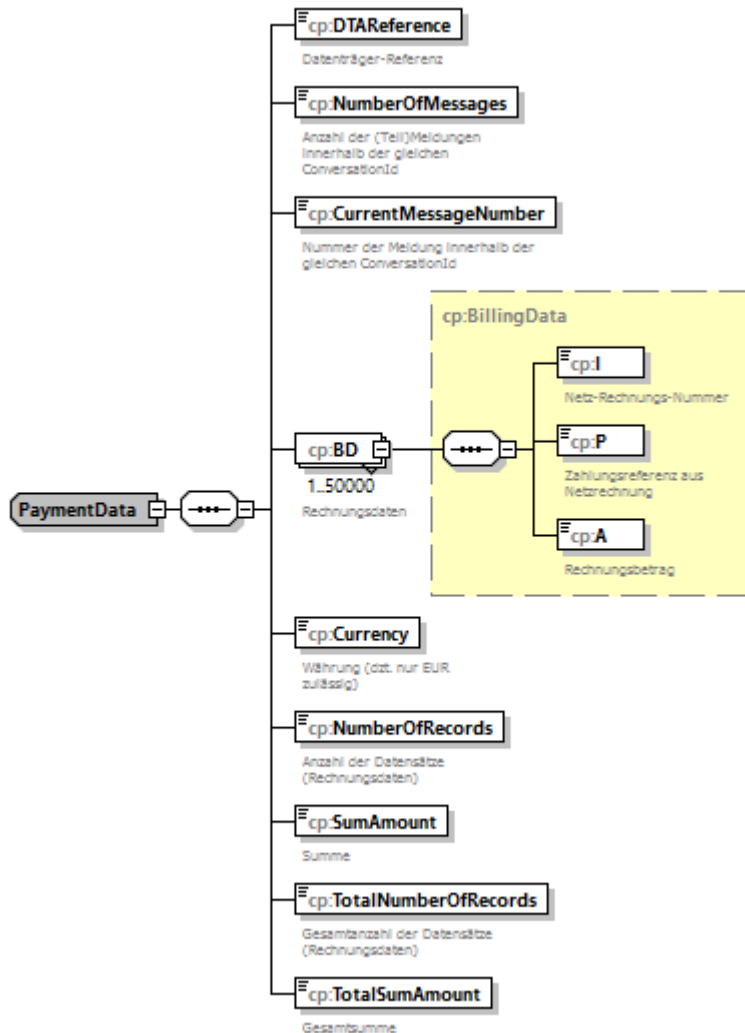 cp:DTAReference
Datenträger-Referenz
cp:NumberOfMessages
Anzahl der (Teil)Meldungen
innerhalb der gleichen
ConversationId
cp:CurrentMessageNumber
Nummer der Meldung innerhalb der
gleichen ConversationId
cp:BillingData
cp:I
Netz-Rechnungs-Nummer
cp:BD
1..50000
Rechnungsdaten
cp:P
Zahlungsreferenz aus
Netzrechnung
PaymentData
cp:A
Rechnungsbetrag
cp:Currency
Währung (dzt. nur EUR
zulässig)
cp:NumberOfRecords
Anzahl der Datensätze
(Rechnungsdaten)
cp:SumAmount
Summe
cp:TotalNumberOfRecords
Gesamtanzahl der Datensätze
(Rechnungsdaten)
cp:TotalSumAmount
Gesamtsumme